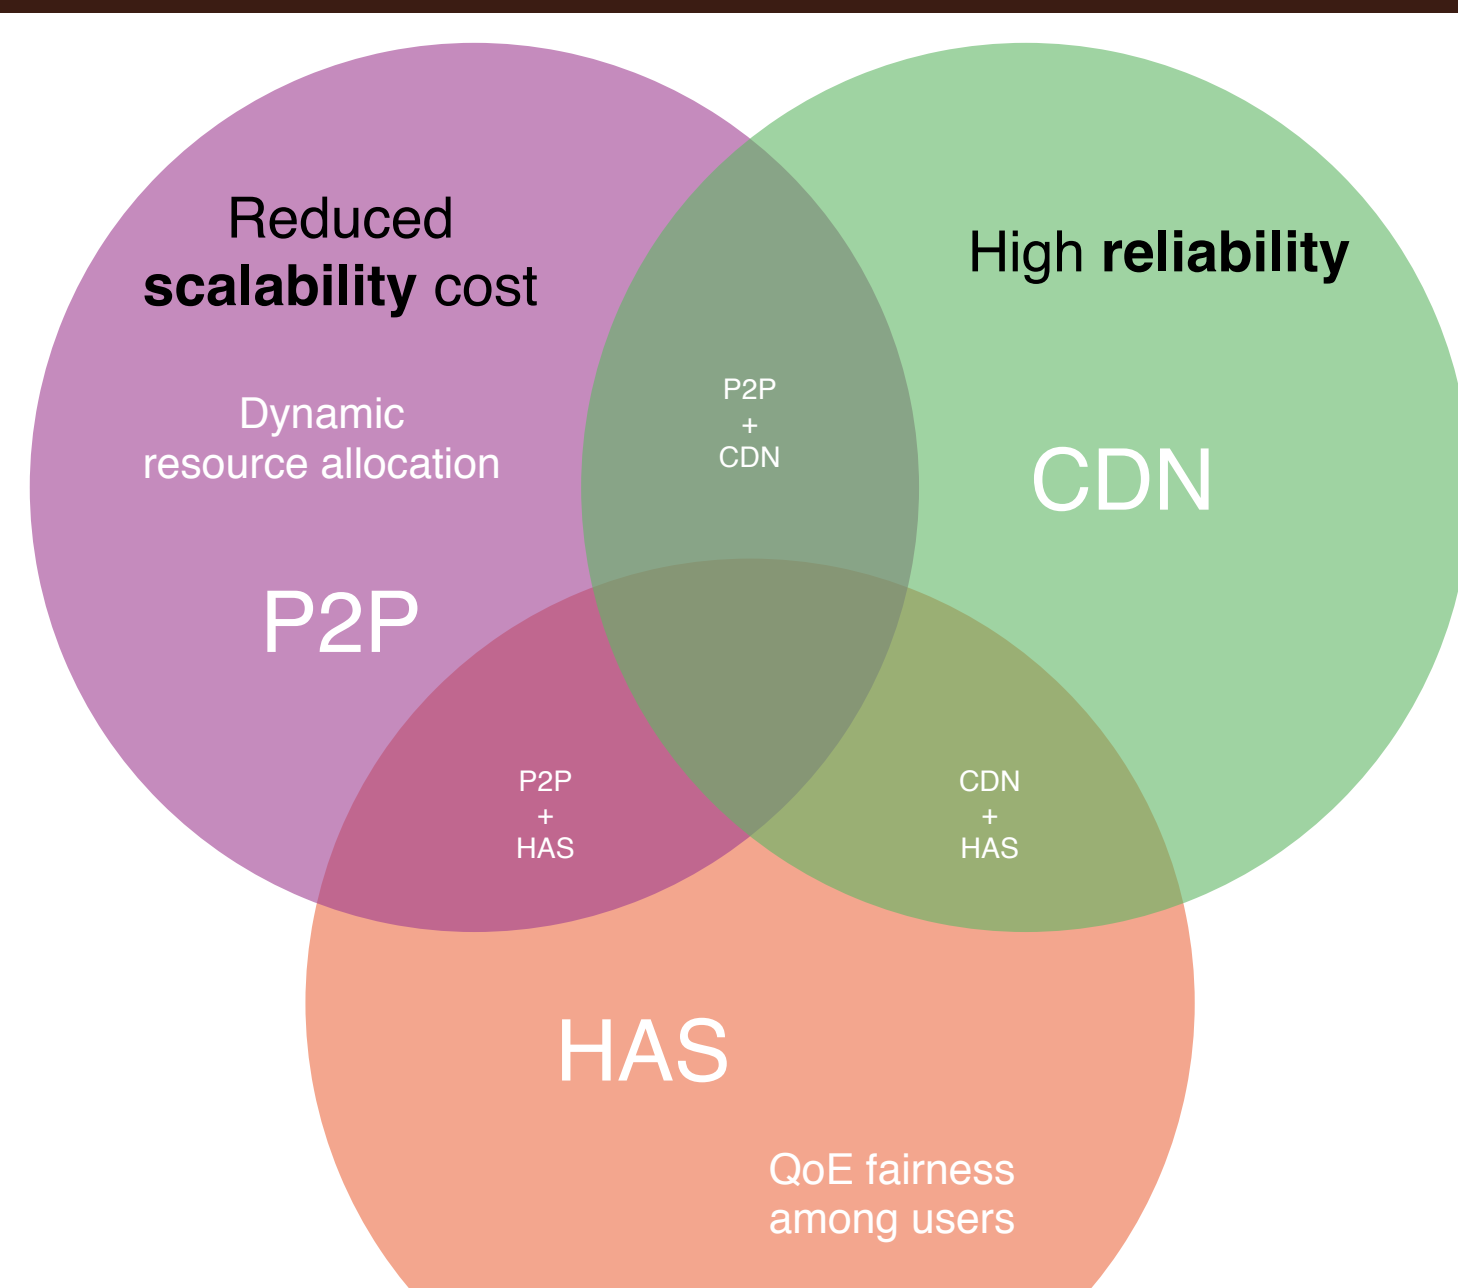 Reduced
scalability cost
Dynamic
resource allocation
P2P
High reliability
CDN
P2P
+
CDN
P2P
+
HAS
CDN
+
HAS
HAS
QoE fairness
among users